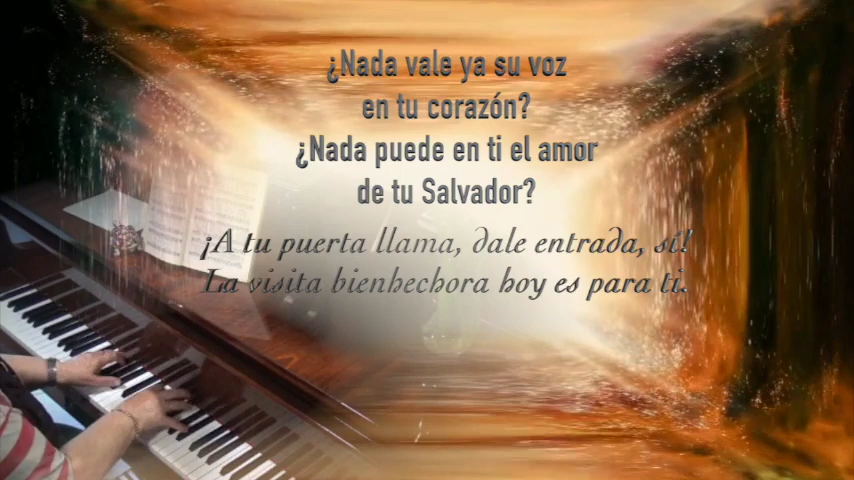 ¿Nada vale ya su voz
en tu corazón?
¿Nada puede en ti el amor
de tu Salvador?
¡A tu puerta llama, dale entrada, sí!
La visita bienhechora hoy es para ti.